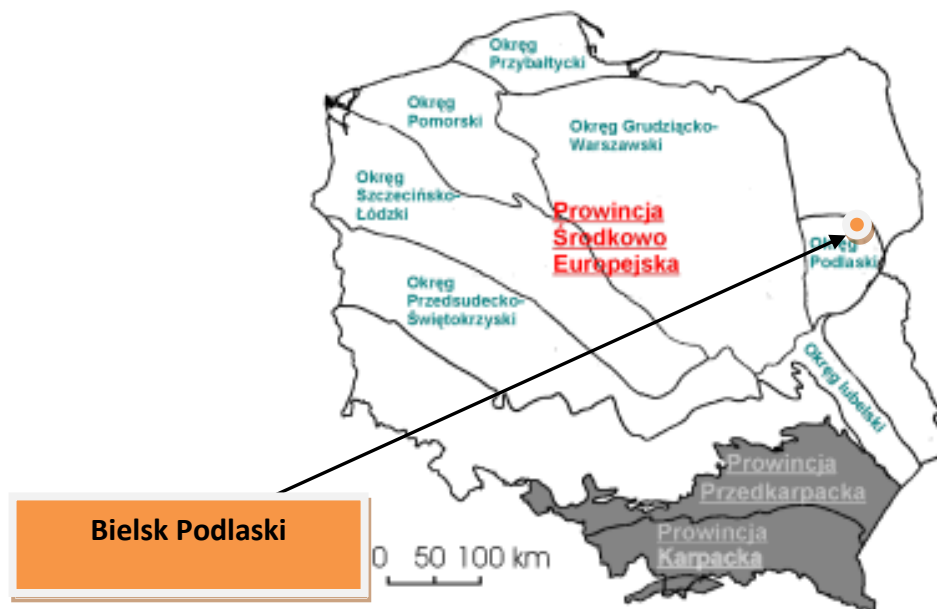 Okręg
Przybałtycki
Okręg
Pomorski
Okręg Grudziącko-
Warszawski
Okręg
Szczecińsko-
Łódzki
Prowincja
Środkowo
Europejska
Okręg
Podlaski
Okręg
Przedsudecko-
Świętokrzyski
Okręg lubelski
Prowincja
Przedkarpacka
Prowincja
Karpacka
Bielsk Podlaski
0 50 100 km